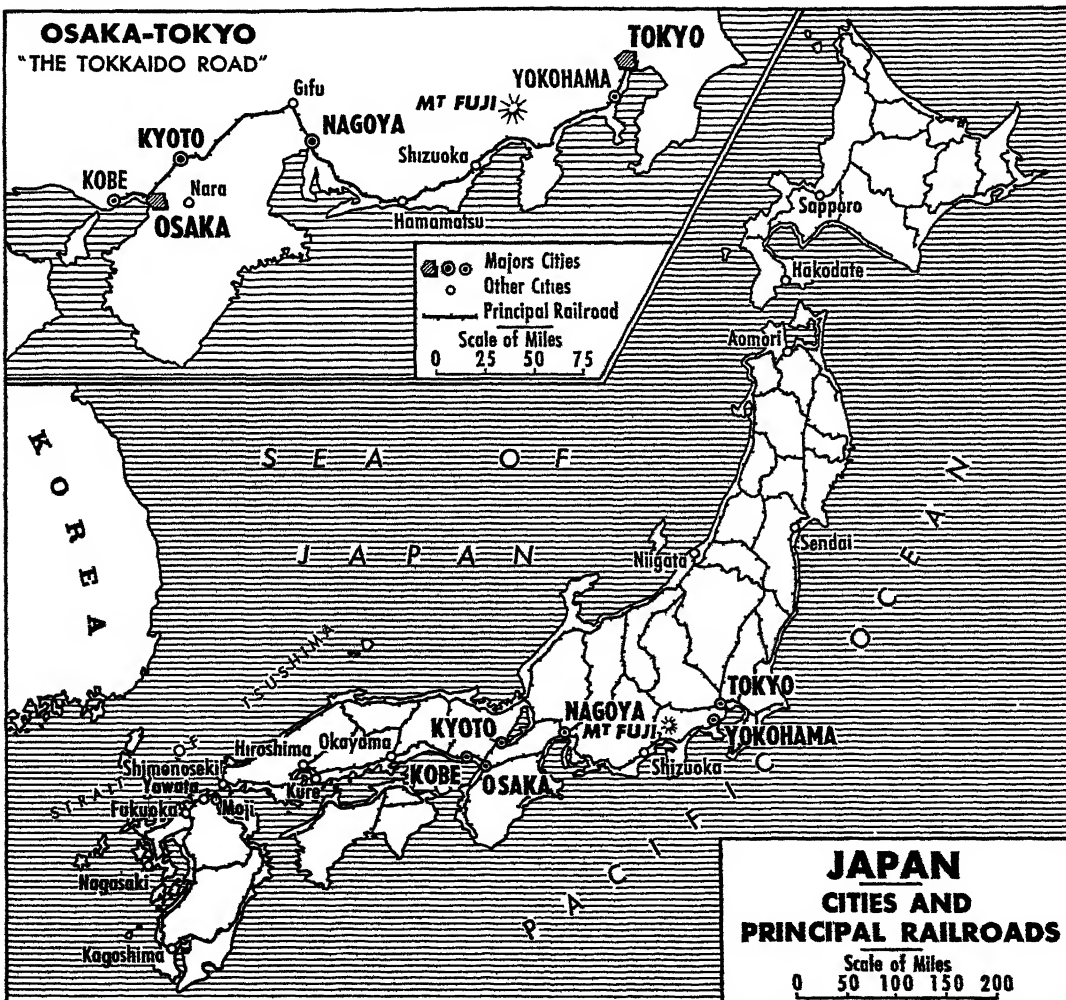 OSAKA-TOKYO
"THE TOKKAIDO ROAD"
TOKYO
YOKOHAMA
MT FUJI
Gifu
NAGOYA
KYOTO
Shizuoka
KOBE
Nara
OSAKA
Hamamatsu
Majors Cities
Other Cities
Principal Railroad
Scale of Miles
0 25 50 75
Sapporo
Hakodate
Aomori
KOREA
SEA OF
JAPAN
Sendai
Niigata
PACIFIC OCEAN
STRAIT OF TSUSHIMA
TOKYO
NAGOYA
MT FUJI
YOKOHAMA
KYOTO
Shizuoka
Hiroshima
Okayama
KOBE
OSAKA
Shimenoseki
Kure
Yawata
Fukuoka
Moji
Nagasaki
Kagoshima
JAPAN
CITIES AND
PRINCIPAL RAILROADS
Scale of Miles
0 50 100 150 200